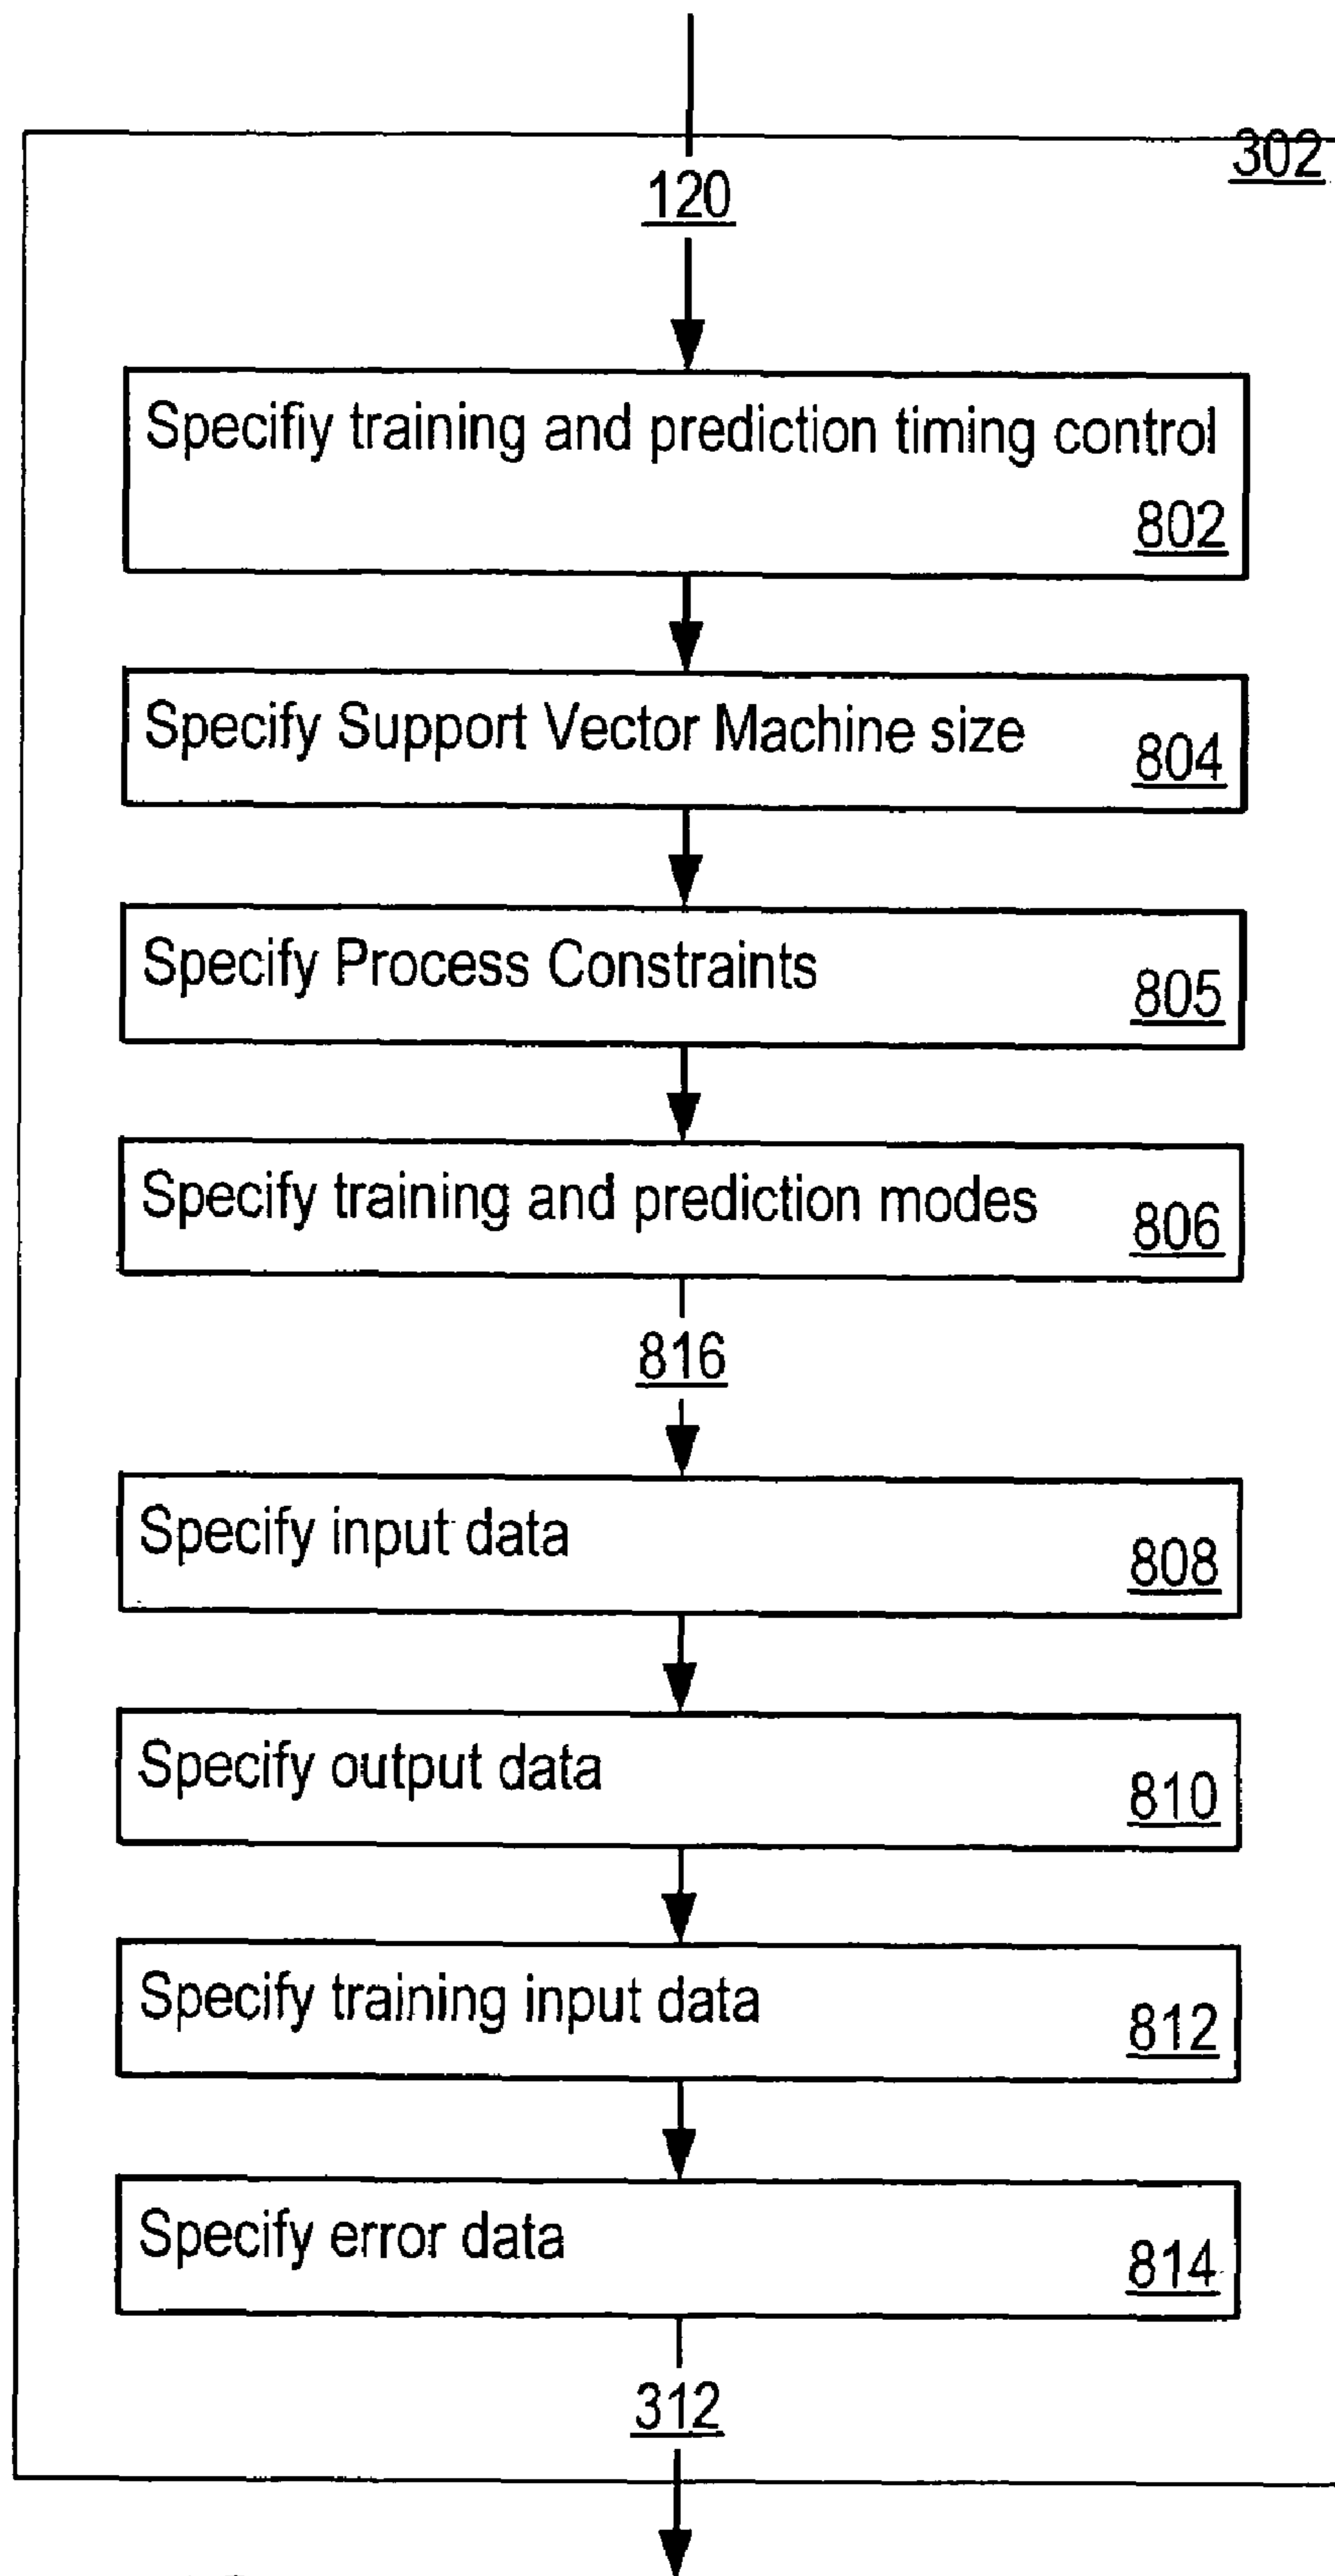 302
120
Specifiy training and prediction timing control
802
Specify Support Vector Machine size
804
Specify Process Constraints
805
Specify training and prediction modes
806
816
Specify input data
808
Specify output data
810
Specify training input data
812
Specify error data
814
312